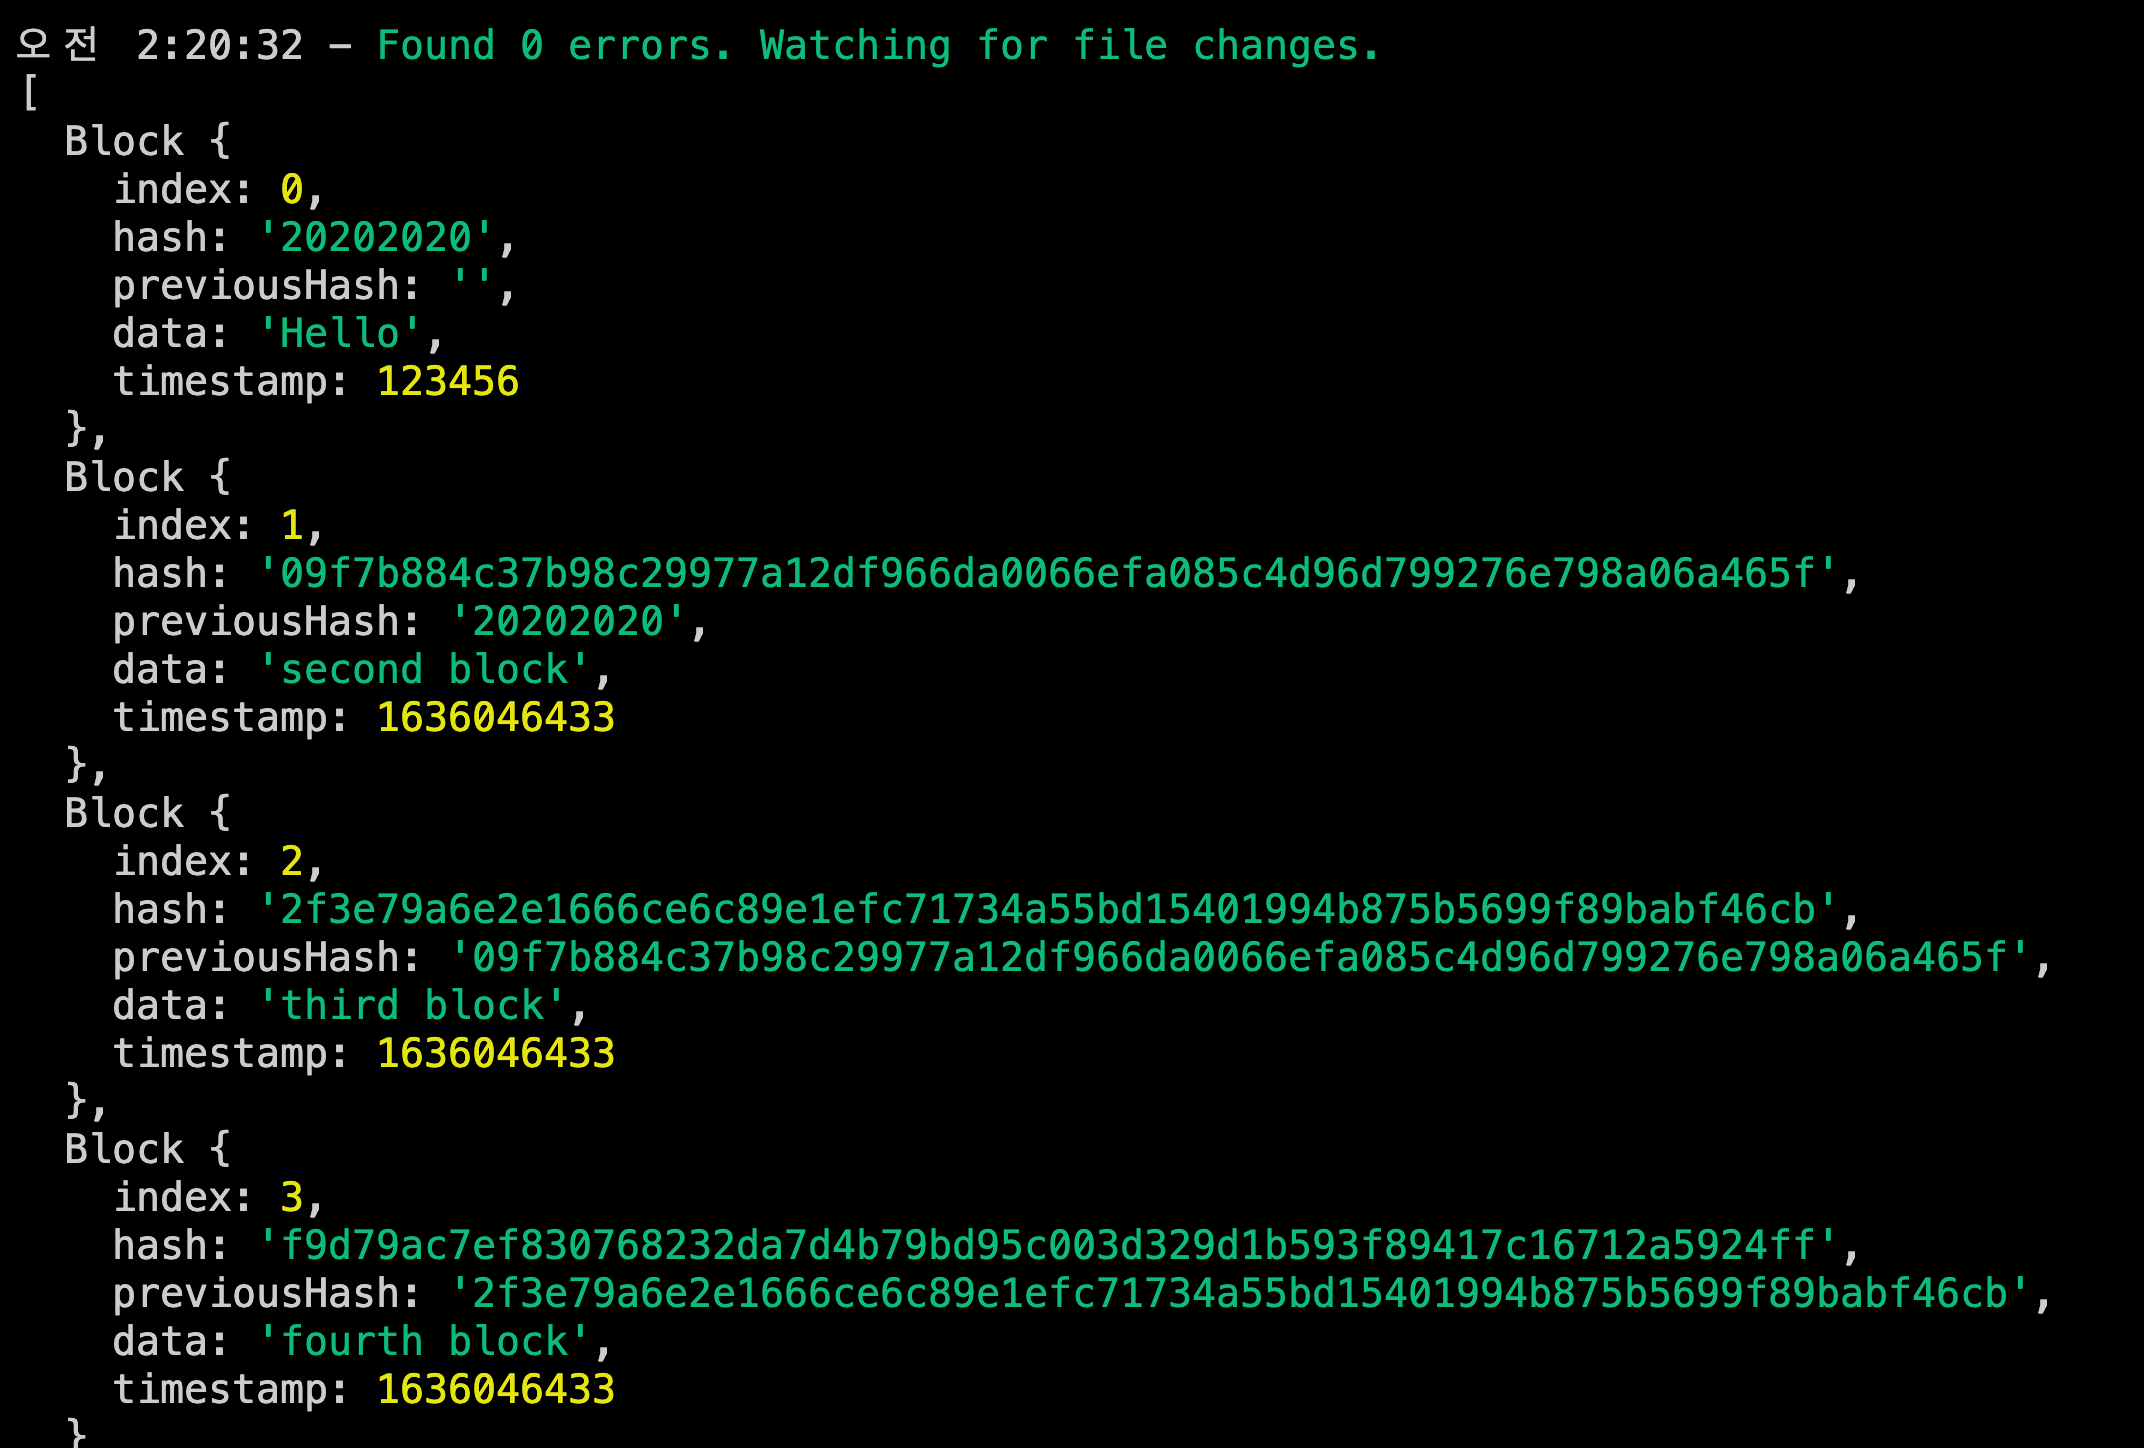 오전 2:20:32 - Found 0 errors. Watching for file changes.
[
  Block {
    index: 0,
    hash: '20202020',
    previousHash: '',
    data: 'Hello',
    timestamp: 123456
  },
  Block {
    index: 1,
    hash: '09f7b884c37b98c29977a12df966da0066efa085c4d96d799276e798a06a465f',
    previousHash: '20202020',
    data: 'second block',
    timestamp: 1636046433
  },
  Block {
    index: 2,
    hash: '2f3e79a6e2e1666ce6c89e1efc71734a55bd15401994b875b5699f89babf46cb',
    previousHash: '09f7b884c37b98c29977a12df966da0066efa085c4d96d799276e798a06a465f',
    data: 'third block',
    timestamp: 1636046433
  },
  Block {
    index: 3,
    hash: 'f9d79ac7ef830768232da7d4b79bd95c003d329d1b593f89417c16712a5924ff',
    previousHash: '2f3e79a6e2e1666ce6c89e1efc71734a55bd15401994b875b5699f89babf46cb',
    data: 'fourth block',
    timestamp: 1636046433
  }